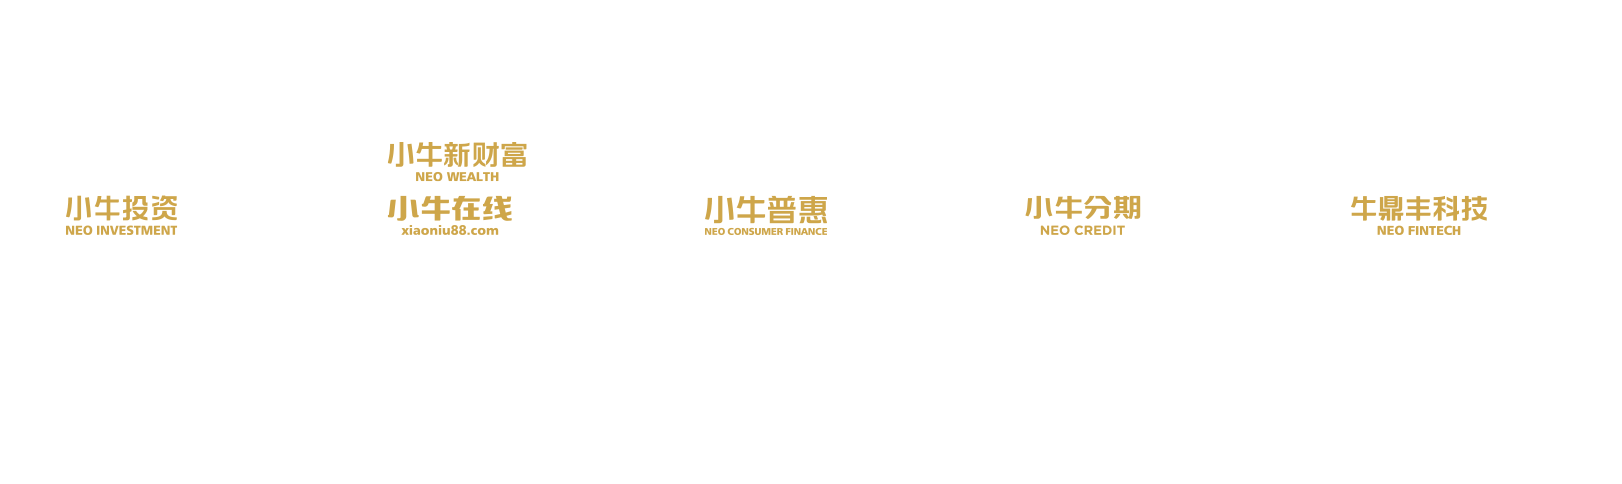 小牛新财富
NEO WEALTH
小牛投资
NEO INVESTMENT
小牛在线
xiaoniu88.com
小牛普惠
NEO CONSUMER FINANCE
小牛分期
NEO CREDIT
牛鼎丰科技
NEO FINTECH